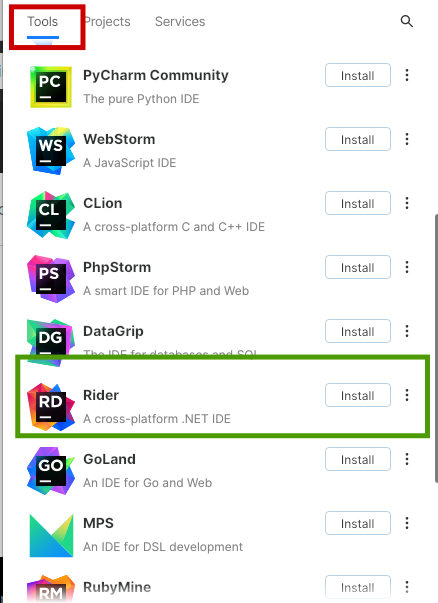 Tools Projects Services
PC
PyCharm Community Install
The pure Python IDE
WS
WebStorm Install
A JavaScript IDE
CL
CLion Install
A cross-platform C and C++ IDE
PS
PhpStorm Install
A smart IDE for PHP and Web
DG
DataGrip Install
The IDE for databases and SQL
RD
Rider Install
A cross-platform .NET IDE
GO
GoLand Install
An IDE for Go and Web
MPS Install
An IDE for DSL development
RM
RubyMine Install